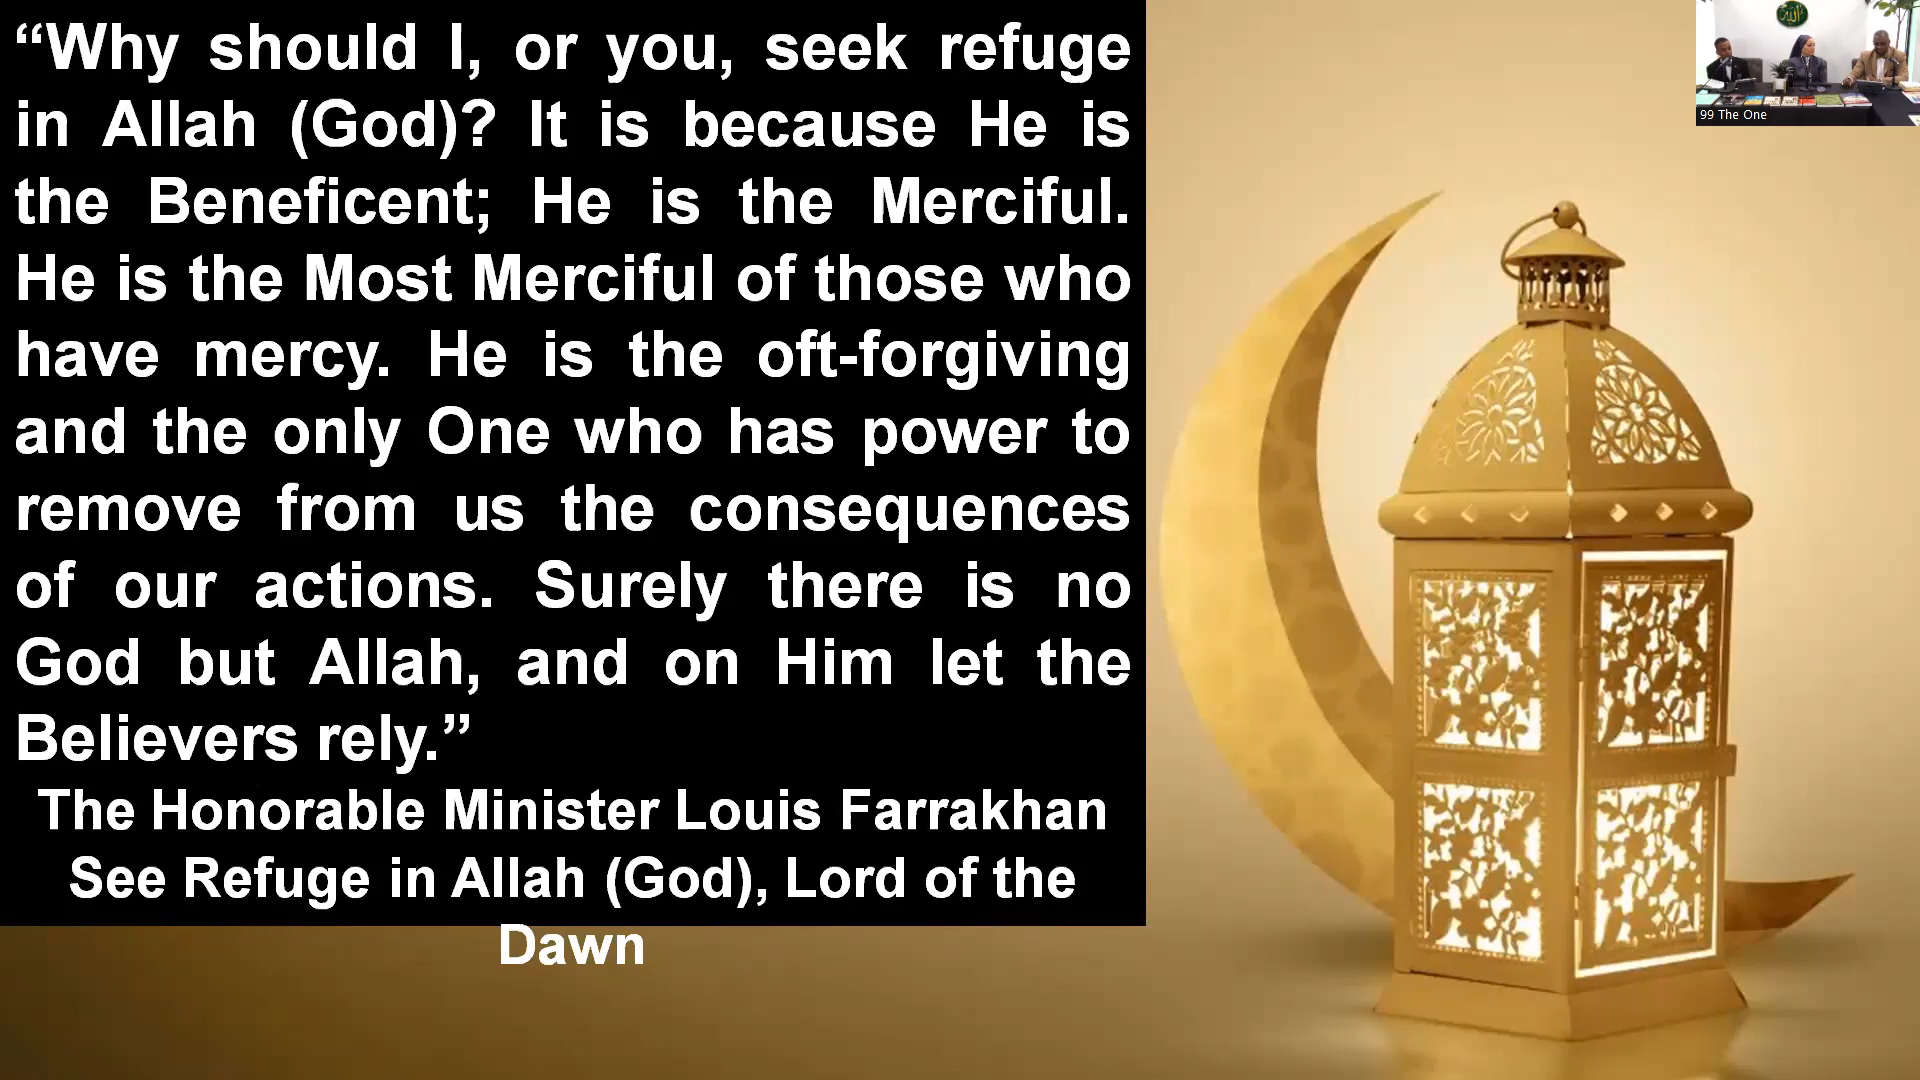 “Why should I, or you, seek refuge
in Allah (God)? It is because He is
the Beneficent; He is the Merciful.
He is the Most Merciful of those who
have mercy. He is the oft-forgiving
and the only One who has power to
remove from us the consequences
of our actions. Surely there is no
God but Allah, and on Him let the
Believers rely.”
The Honorable Minister Louis Farrakhan
See Refuge in Allah (God), Lord of the
Dawn
99 The One